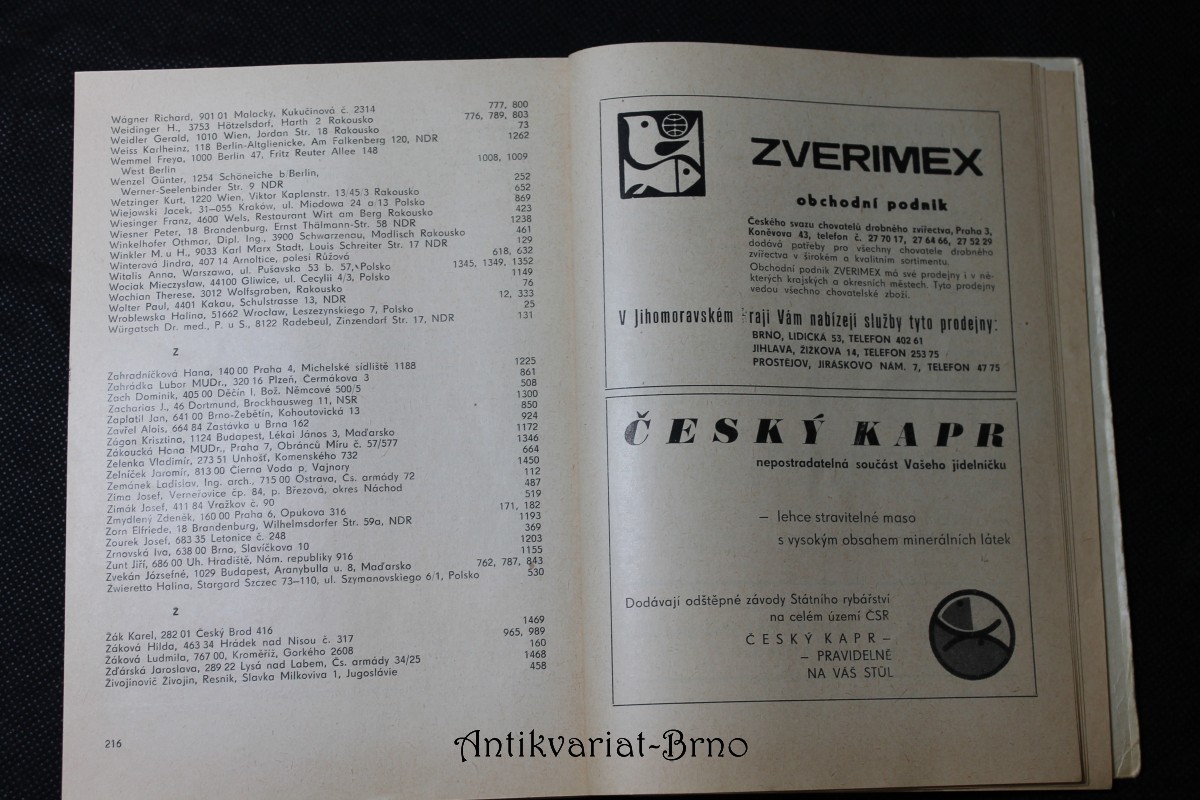 Wágner Richard, 901 01 Malacky, Kukučínová č. 2314 777, 800
Weidinger H., 3753 Hötzelsdorf, Harth 2 Rakousko 776, 789, 803
Weidler Gerald, 1010 Wien, Jordan Str. 18 Rakousko 73
Weiss Karlheinz, 118 Berlin-Altglienicke, Am Falkenberg 120, NDR 1262
Wemmel Freya, 1000 Berlin 47, Fritz Reuter Allee 148
West Berlin 1008, 1009
Wenzel Günter, 1254 Schöneiche b/Berlin,
Werner-Seelenbinder Str. 9 NDR 252
Wetzinger Kurt, 1220 Wien, Viktor Kaplanstr. 13/45/3 Rakousko 652
Wiejowski Jacek, 31–055 Kraków, ul. Miodowa 24 a/13 Polsko 869
Wiesinger Franz, 4600 Wels, Restaurant Wirt am Berg Rakousko 423
Wiesner Peter, 18 Brandenburg, Ernst Thälmann-Str. 58 NDR 1238
Winkelhofer Othmar, Dipl. Ing., 3900 Schwarzenau, Modlisch Rakousko 461
Winkler M. u H., 9033 Karl Marx Stadt, Louis Schreiter Str. 17 NDR 129
Winterová Jindra, 407 14 Arnoltice, polesí Růžová 618, 632
Witalis Anna, Warszawa, ul. Puşavska 53 b. 57, Polsko 1345, 1349, 1352
Wociak Mieczysław, 44100 Gliwice, ul. Cecylii 4/3, Polsko 1149
Wochian Therese, 3012 Wolfsgraben, Rakousko 76
Wolter Paul, 4401 Kakau, Schulstrasse 13, NDR 12, 333
Wroblewska Halina, 51662 Wrocław, Leszezynskiego 7, Polsko 25
Würgatsch Dr. med., P. u S., 8122 Radebeul, Zinzendorf Str. 17, NDR 131
Z
Zahradníčková Hana, 140 00 Praha 4, Michelské sídliště 1188 1225
Zahrádka Lubor MUDr., 320 16 Plzeň, Čermákova 3 861
Zach Dominik, 405 00 Děčín I, Bož. Němcové 500/5 508
Zacharias J., 46 Dortmund, Brockhausweg 11, NSR 1300
Zaplatil Jan, 641 00 Brno-Žebětín, Kohoutovická 13 850
Zavřel Alois, 664 84 Zastávka u Brna 162 924
Zágon Krisztina, 1124 Budapest, Lékai János 3, Maďarsko 1172
Zákoucká Hana MUDr., Praha 7, Obránců Míru č. 57/577 1346
Zelenka Vladimír, 273 51 Unhošť, Komenského 732 664
Zelníček Jaromír, 813 00 Čierna Voda p, Vajnory 1450
Zemánek Ladislav, Ing. arch., 715 00 Ostrava, Čs. armády 72 112
Zima Josef, Verneřovice čp. 84, p. Březová, okres Náchod 487
Zimák Josef, 411 84 Vražkov č. 90 519
Zmydlený Zdeněk, 160 00 Praha 6, Opukova 316 171, 182
Zorn Elfriede, 18 Brandenburg, Wilhelmsdorfer Str. 59a, NDR 1193
Zourek Josef, 683 35 Letonice č. 248 369
Zrnovská Iva, 638 00 Brno, Slavíčkova 10 1203
Zunt Jiří, 686 00 Uh. Hradiště, Nám. republiky 916 1155
Zvekán Józsefné, 1029 Budapest, Aranybulla u. 8, Maďarsko 762, 787, 843
Żwieretto Halina, Stargard Szczec 73–110, ul. Szymanovskiego 6/1, Polsko 530
Ž
Žák Karel, 282 01 Český Brod 416 1469
Žáková Hilda, 463 34 Hrádek nad Nisou č. 317 965, 989
Žáková Ludmila, 767 00, Kroměříž, Gorkého 2608 160
Žďárská Jaroslava, 289 22 Lysá nad Labem, Čs. armády 34/25 1468
Živojinovič Živojin, Resnik, Slavka Milkoviva 1, Jugoslávie 458
216
ZVERIMEX
obchodní podnik
Českého svazu chovatelů drobného zvířectva, Praha 3,
Koněvova 43, telefon č. 27 70 17, 27 64 66, 27 52 29
dodává potřeby pro všechny chovatele drobného
zvířectva v širokém a kvalitním sortimentu.
Obchodní podnik ZVERIMEX má své prodejny i v ně-
kterých krajských a okresních městech. Tyto prodejny
vedou všechno chovatelské zboží.
V Jihomoravském raji Vám nabízejí služby tyto prodejny:
BRNO, LIDICKÁ 53, TELEFON 402 61
JIHLAVA, ŽIŽKOVA 14, TELEFON 253 75
PROSTĚJOV, JIRÁSKOVO NÁM. 7, TELEFON 47 75
ČESKÝ KAPR
nepostradatelná součást Vašeho jídelníčku
– lehce stravitelné maso
s vysokým obsahem minerálních látek
Dodávají odštěpné závody Státního rybářství
na celém území ČSR
ČESKÝ KAPR –
– PRAVIDELNĚ
NA VÁŠ STŮL
Antikvariat-Brno